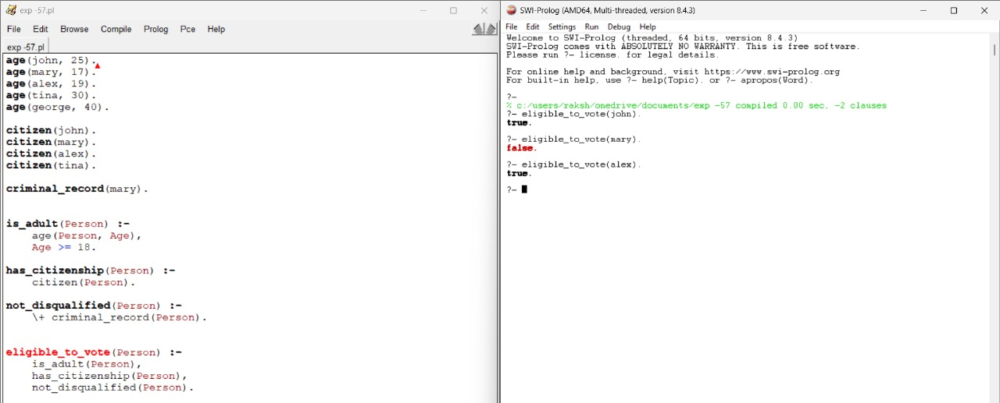 exp -57.pl
File Edit Browse Compile Prolog Pce Help
exp -57.pl
age(john, 25).
age(mary, 17).
age(alex, 19).
age(tina, 30).
age(george, 40).
citizen(john).
citizen(mary).
citizen(alex).
citizen(tina).
criminal_record(mary).
is_adult(Person) :-
    age(Person, Age),
    Age >= 18.
has_citizenship(Person) :-
    citizen(Person).
not_disqualified(Person) :-
    \+ criminal_record(Person).
eligible_to_vote(Person) :-
    is_adult(Person),
    has_citizenship(Person),
    not_disqualified(Person).
SWI-Prolog (AMD64, Multi-threaded, version 8.4.3)
File Edit Settings Run Debug Help
Welcome to SWI-Prolog (threaded, 64 bits, version 8.4.3)
SWI-Prolog comes with ABSOLUTELY NO WARRANTY. This is free software.
Please run ?- license. for legal details.
For online help and background, visit https://www.swi-prolog.org
For built-in help, use ?- help(Topic). or ?- apropos(Word).
?-
% c:/users/raksh/onedrive/documents/exp -57 compiled 0.00 sec, -2 clauses
?- eligible_to_vote(john).
true.
?- eligible_to_vote(mary).
false.
?- eligible_to_vote(alex).
true.
?-